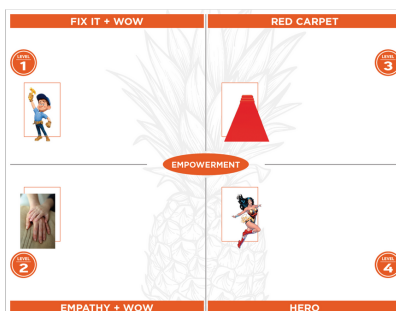 FIX IT + WOW
RED CARPET
LEVEL
1
LEVEL
3
EMPOWERMENT
LEVEL
2
LEVEL
4
EMPATHY + WOW
HERO